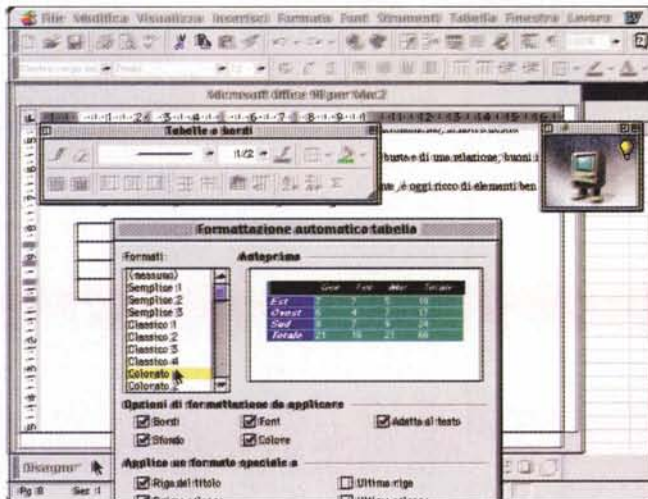 File Modifica Visualizza Inserisci Formato Font Strumenti Tabella Finestra Lavoro
Microsoft Office 98 per Mac2
Tabelle e bordi
1/2
buste e di una relazione, buoni
è oggi ricco di elementi ben
Formattazione automatica tabella
Formati:
Anteprima
(nessuno)
Semplice 1
Semplice 2
Semplice 3
Classico 1
Classico 2
Classico 3
Classico 4
Colorato
Colorato 2
Gen Feb Mar Totale
Est 7 7 5 19
Ovest 6 4 7 17
Sud 8 7 9 24
Totale 21 18 21 60
Opzioni di formattazione da applicare
Bordi
Font
Adatta al testo
Sfondo
Colore
Applica un formato speciale a
Riga del titolo
Ultima riga
Disegno
Pg 8 Sez 1